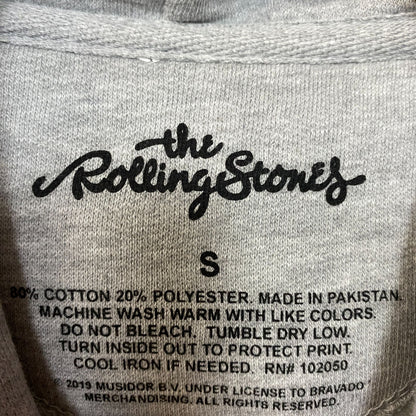 the
Rolling Stones
S
80% COTTON 20% POLYESTER. MADE IN PAKISTAN.
MACHINE WASH WARM WITH LIKE COLORS.
DO NOT BLEACH. TUMBLE DRY LOW.
TURN INSIDE OUT TO PROTECT PRINT.
COOL IRON IF NEEDED. RN# 102050
© 2019 MUSIDOR B.V. UNDER LICENSE TO BRAVADO
MERCHANDISING. ALL RIGHTS RESERVED.